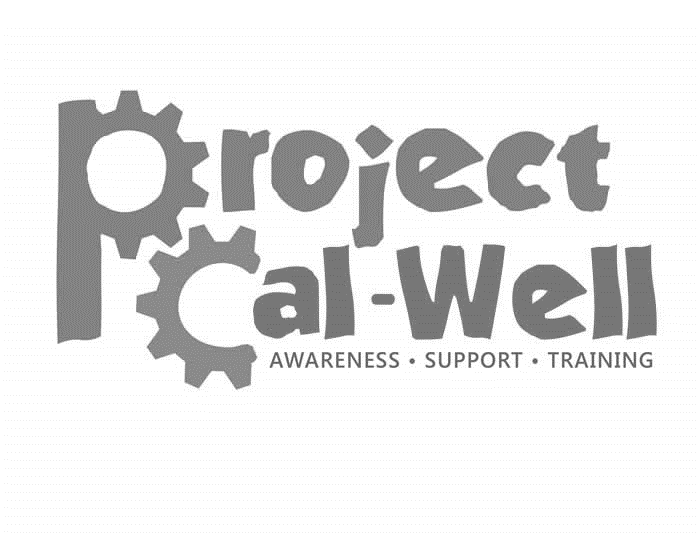 project
Cal-Well
AWARENESS • SUPPORT • TRAINING